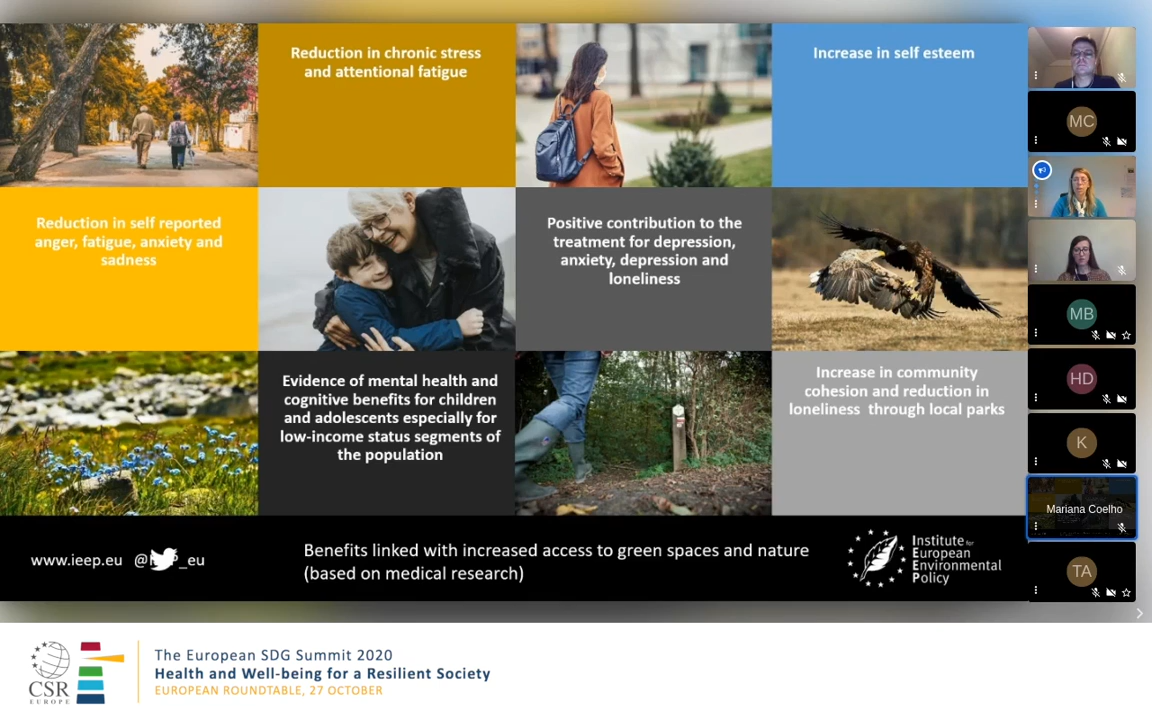 Reduction in chronic stress
and attentional fatigue
Increase in self esteem
Reduction in self reported
anger, fatigue, anxiety and
sadness
Positive contribution to the
treatment for depression,
anxiety, depression and
loneliness
Evidence of mental health and
cognitive benefits for children
and adolescents especially for
low-income status segments of
the population
Increase in community
cohesion and reduction in
loneliness through local parks
www.ieep.eu
Benefits linked with increased access to green spaces and nature
(based on medical research)
Institute for
European
Environmental
Policy
MC
MB
HD
K
Mariana Coelho
TA
CSR
EUROPE
The European SDG Summit 2020
Health and Well-being for a Resilient Society
EUROPEAN ROUNDTABLE, 27 OCTOBER